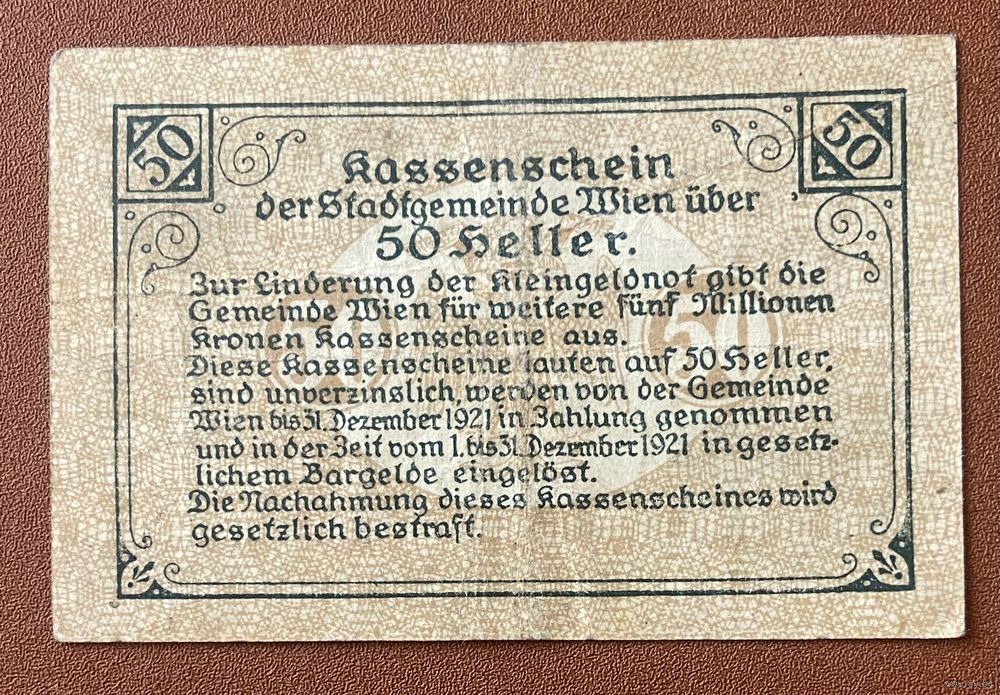 50 50
Kassenschein
der Stadtgemeinde Wien über
50 Heller.
Zur Linderung der Kleingeldnot gibt die
Gemeinde Wien für weitere fünf Millionen
Kronen Kassenscheine aus.
Diese Kassenscheine lauten auf 50 Heller,
sind unverzinslich, werden von der Gemeinde
Wien bis 31. Dezember 1921 in Zahlung genommen
und in der Zeit vom 1. bis 31. Dezember 1921 in gesetz-
lichem Bargelde eingelöst.
Die Nachahmung dieses Kassenscheines wird
gesetzlich bestraft.
50 50